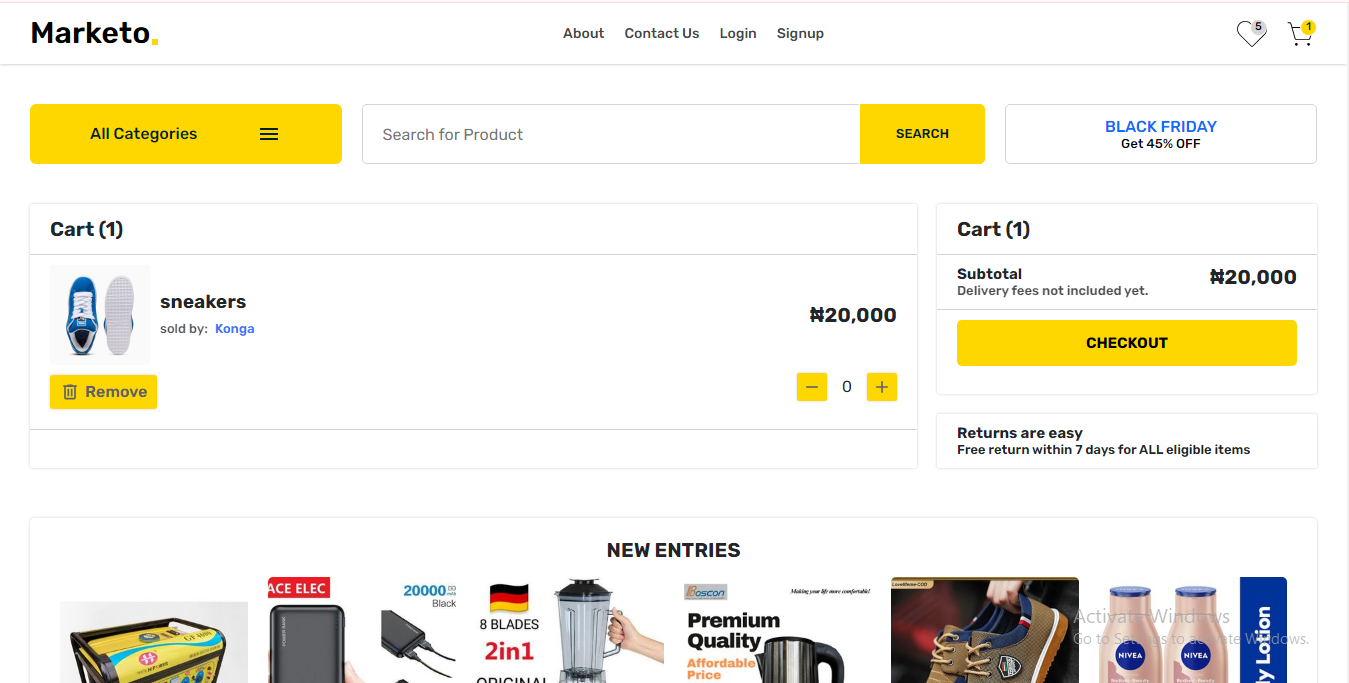 Marketo.
About Contact Us Login Signup
5
1
All Categories
Search for Product
SEARCH
BLACK FRIDAY
Get 45% OFF
Cart (1)
sneakers
sold by: Konga
₦20,000
Remove
0
Cart (1)
Subtotal
Delivery fees not included yet.
₦20,000
CHECKOUT
Returns are easy
Free return within 7 days for ALL eligible items
NEW ENTRIES
ACE ELEC
POWER BANK
20000
Black
8 BLADES
2in1
ORIGINAL
Boscon
Making your life more comfortable!
Premium
Quality
Affordable
Price
LoveMeme-COD
NIVEA
NIVEA
y Lotion
Activate Windows
Go to Settings to activate Windows.